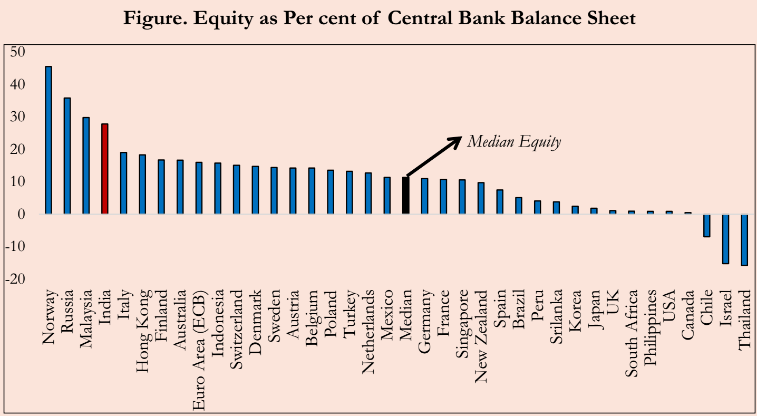 Figure. Equity as Per cent of Central Bank Balance Sheet
50
40
30
20
10
0
-10
-20
Median Equity
Norway
Russia
Malaysia
India
Italy
Hong Kong
Finland
Australia
Euro Area (ECB)
Indonesia
Switzerland
Denmark
Sweden
Austria
Belgium
Poland
Turkey
Netherlands
Mexico
Median
Germany
France
Singapore
New Zealand
Spain
Brazil
Peru
Srilanka
Korea
Japan
UK
South Africa
Philippines
USA
Canada
Chile
Israel
Thailand